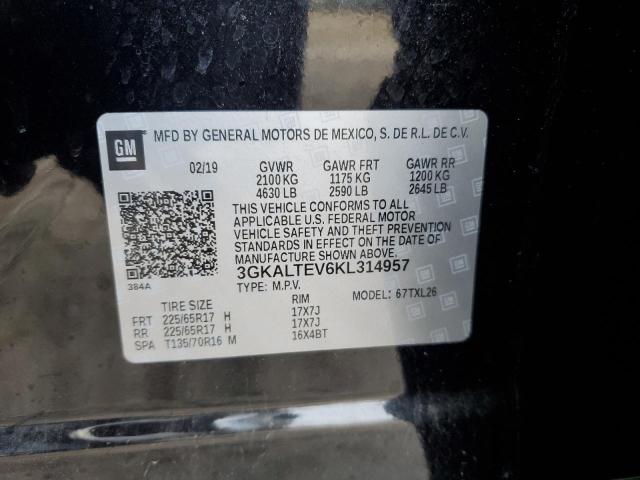 GM
MFD BY GENERAL MOTORS DE MEXICO, S. DE R.L. DE C.V.
02/19 GVWR GAWR FRT GAWR RR
2100 KG 1175 KG 1200 KG
4630 LB 2590 LB 2645 LB
THIS VEHICLE CONFORMS TO ALL
APPLICABLE U.S. FEDERAL MOTOR
VEHICLE SAFETY AND THEFT PREVENTION
STANDARDS IN EFFECT ON THE DATE OF
MANUFACTURE SHOWN ABOVE.
3GKALTEV6KL314957
384A
TYPE: M.P.V. MODEL: 67TXL26
TIRE SIZE RIM
FRT 225/65R17 H 17X7J
RR 225/65R17 H 17X7J
SPA T135/70R16 M 16X4BT